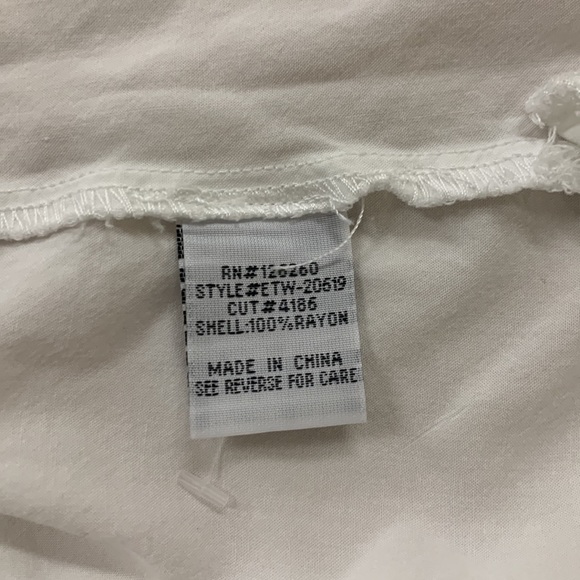 RN#126260
STYLE#ETW-20619
CUT#4186
SHELL:100%RAYON
MADE IN CHINA
SEE REVERSE FOR CARE